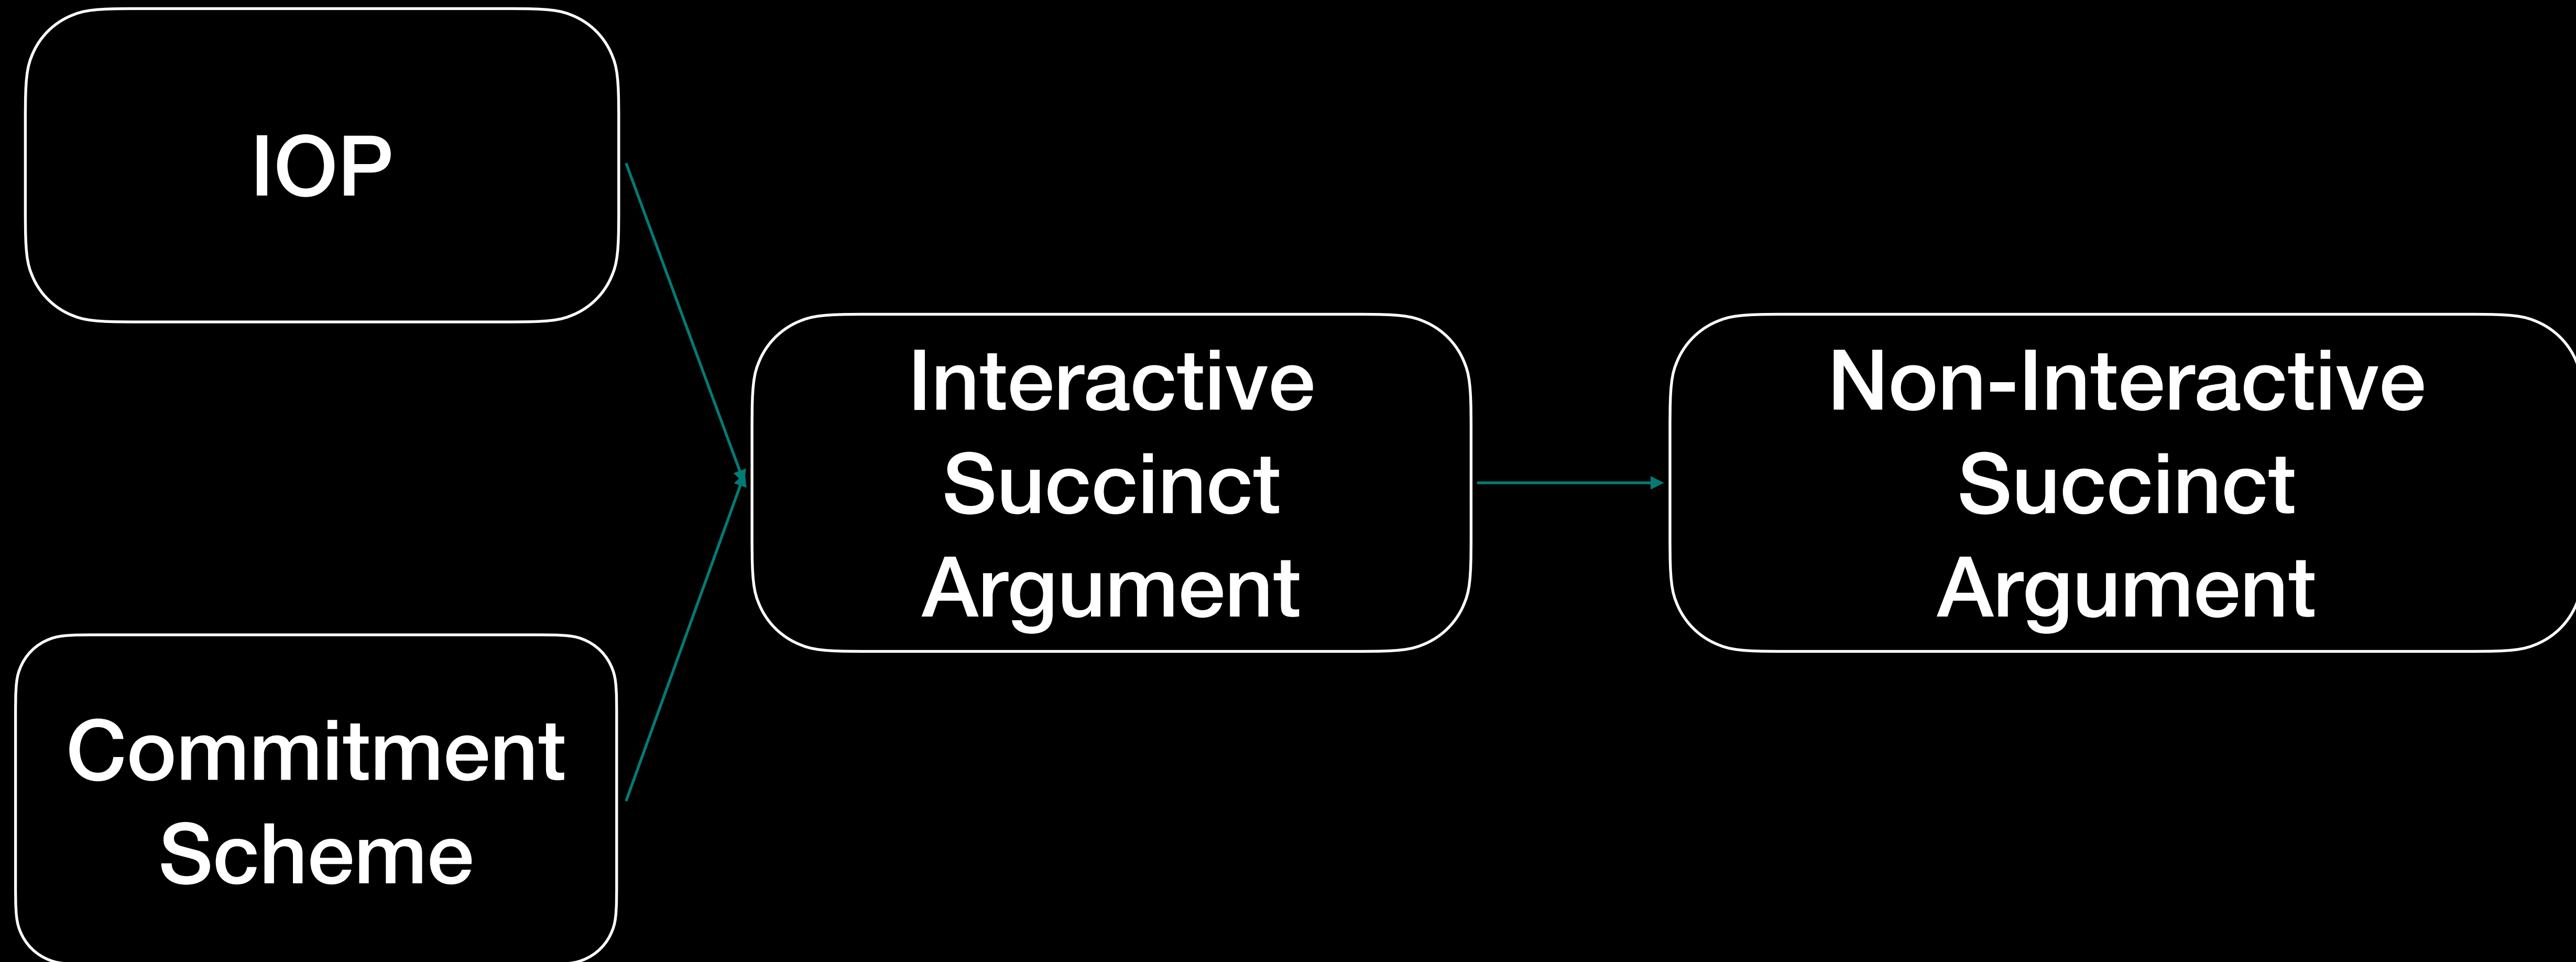 IOP
Commitment
Scheme
Interactive
Succinct
Argument
Non-Interactive
Succinct
Argument